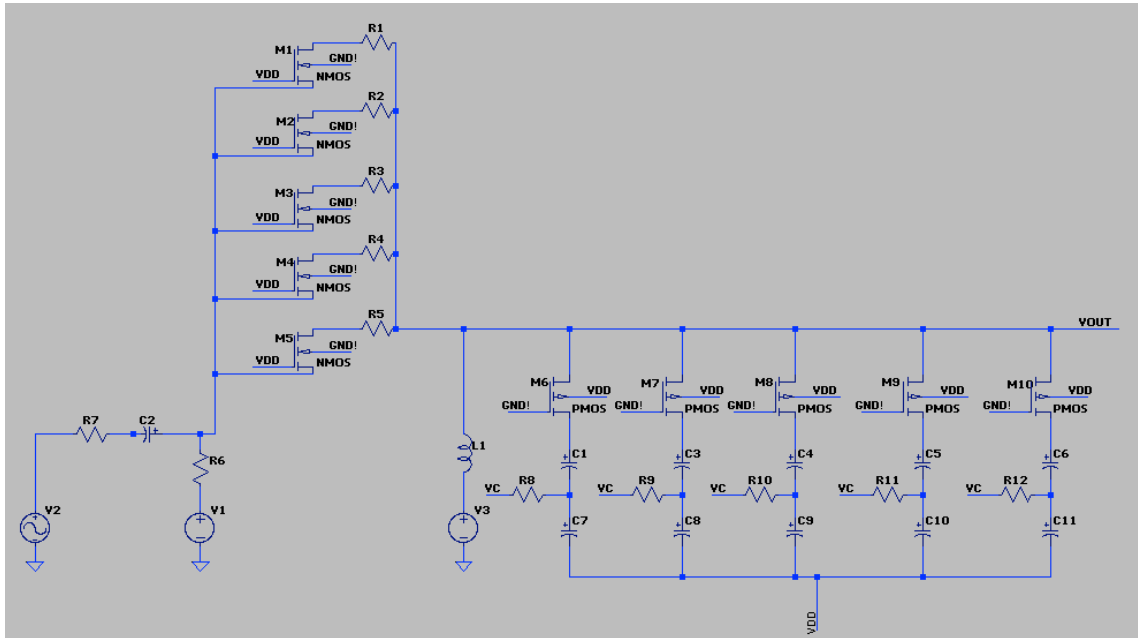 R1
M1
GND!
VDD
NMOS
R2
M2
GND!
VDD
NMOS
R3
M3
GND!
VDD
NMOS
R4
M4
GND!
VDD
NMOS
R5
M5
GND!
VDD
NMOS
VOUT
M6
VDD
GND!
PMOS
M7
VDD
GND!
PMOS
M8
VDD
GND!
PMOS
M9
VDD
GND!
PMOS
M10
VDD
GND!
PMOS
R7
C2
R6
L1
C1
C3
C4
C5
C6
VC
R8
VC
R9
VC
R10
VC
R11
VC
R12
V2
V1
V3
C7
C8
C9
C10
C11
VDD